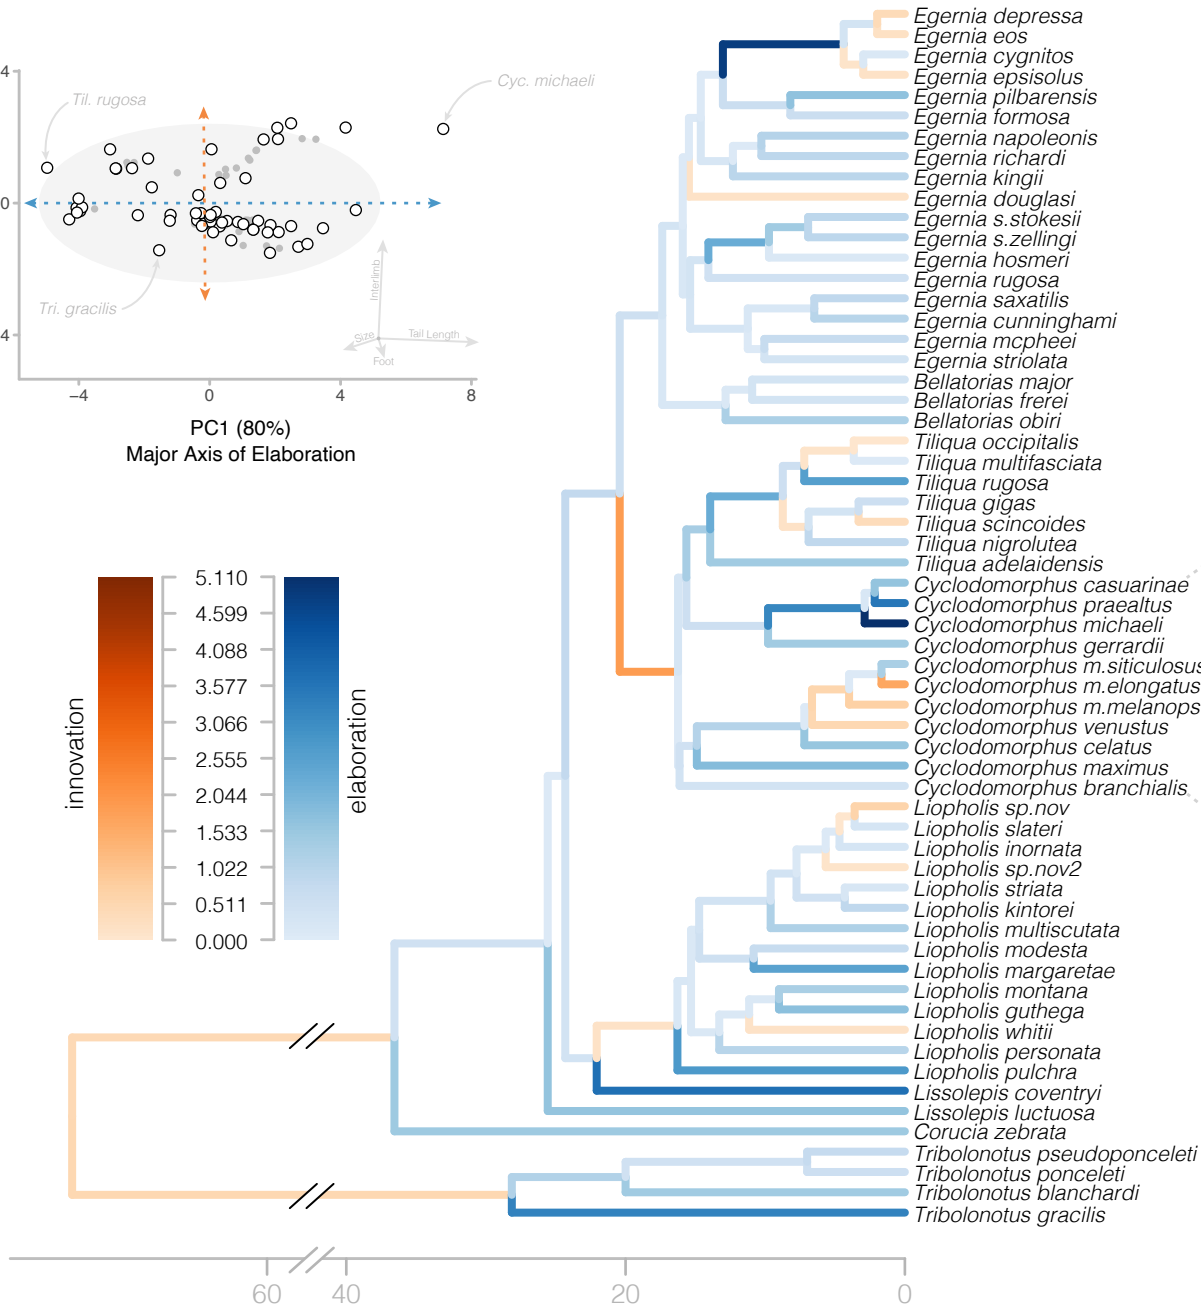 4
0
4
−4
0
4
8
Til. rugosa
Cyc. michaeli
Tri. gracilis
Interlimb
Size
Tail Length
Foot
PC1 (80%)
Major Axis of Elaboration
innovation
elaboration
5.110
4.599
4.088
3.577
3.066
2.555
2.044
1.533
1.022
0.511
0.000
Egernia depressa
Egernia eos
Egernia cygnitos
Egernia epsisolus
Egernia pilbarensis
Egernia formosa
Egernia napoleonis
Egernia richardi
Egernia kingii
Egernia douglasi
Egernia s.stokesii
Egernia s.zellingi
Egernia hosmeri
Egernia rugosa
Egernia saxatilis
Egernia cunninghami
Egernia mcpheei
Egernia striolata
Bellatorias major
Bellatorias frerei
Bellatorias obiri
Tiliqua occipitalis
Tiliqua multifasciata
Tiliqua rugosa
Tiliqua gigas
Tiliqua scincoides
Tiliqua nigrolutea
Tiliqua adelaidensis
Cyclodomorphus casuarinae
Cyclodomorphus praealtus
Cyclodomorphus michaeli
Cyclodomorphus gerrardii
Cyclodomorphus m.siticulosus
Cyclodomorphus m.elongatus
Cyclodomorphus m.melanops
Cyclodomorphus venustus
Cyclodomorphus celatus
Cyclodomorphus maximus
Cyclodomorphus branchialis
Liopholis sp.nov
Liopholis slateri
Liopholis inornata
Liopholis sp.nov2
Liopholis striata
Liopholis kintorei
Liopholis multiscutata
Liopholis modesta
Liopholis margaretae
Liopholis montana
Liopholis guthega
Liopholis whitii
Liopholis personata
Liopholis pulchra
Lissolepis coventryi
Lissolepis luctuosa
Corucia zebrata
Tribolonotus pseudoponceleti
Tribolonotus ponceleti
Tribolonotus blanchardi
Tribolonotus gracilis
60
40
20
0